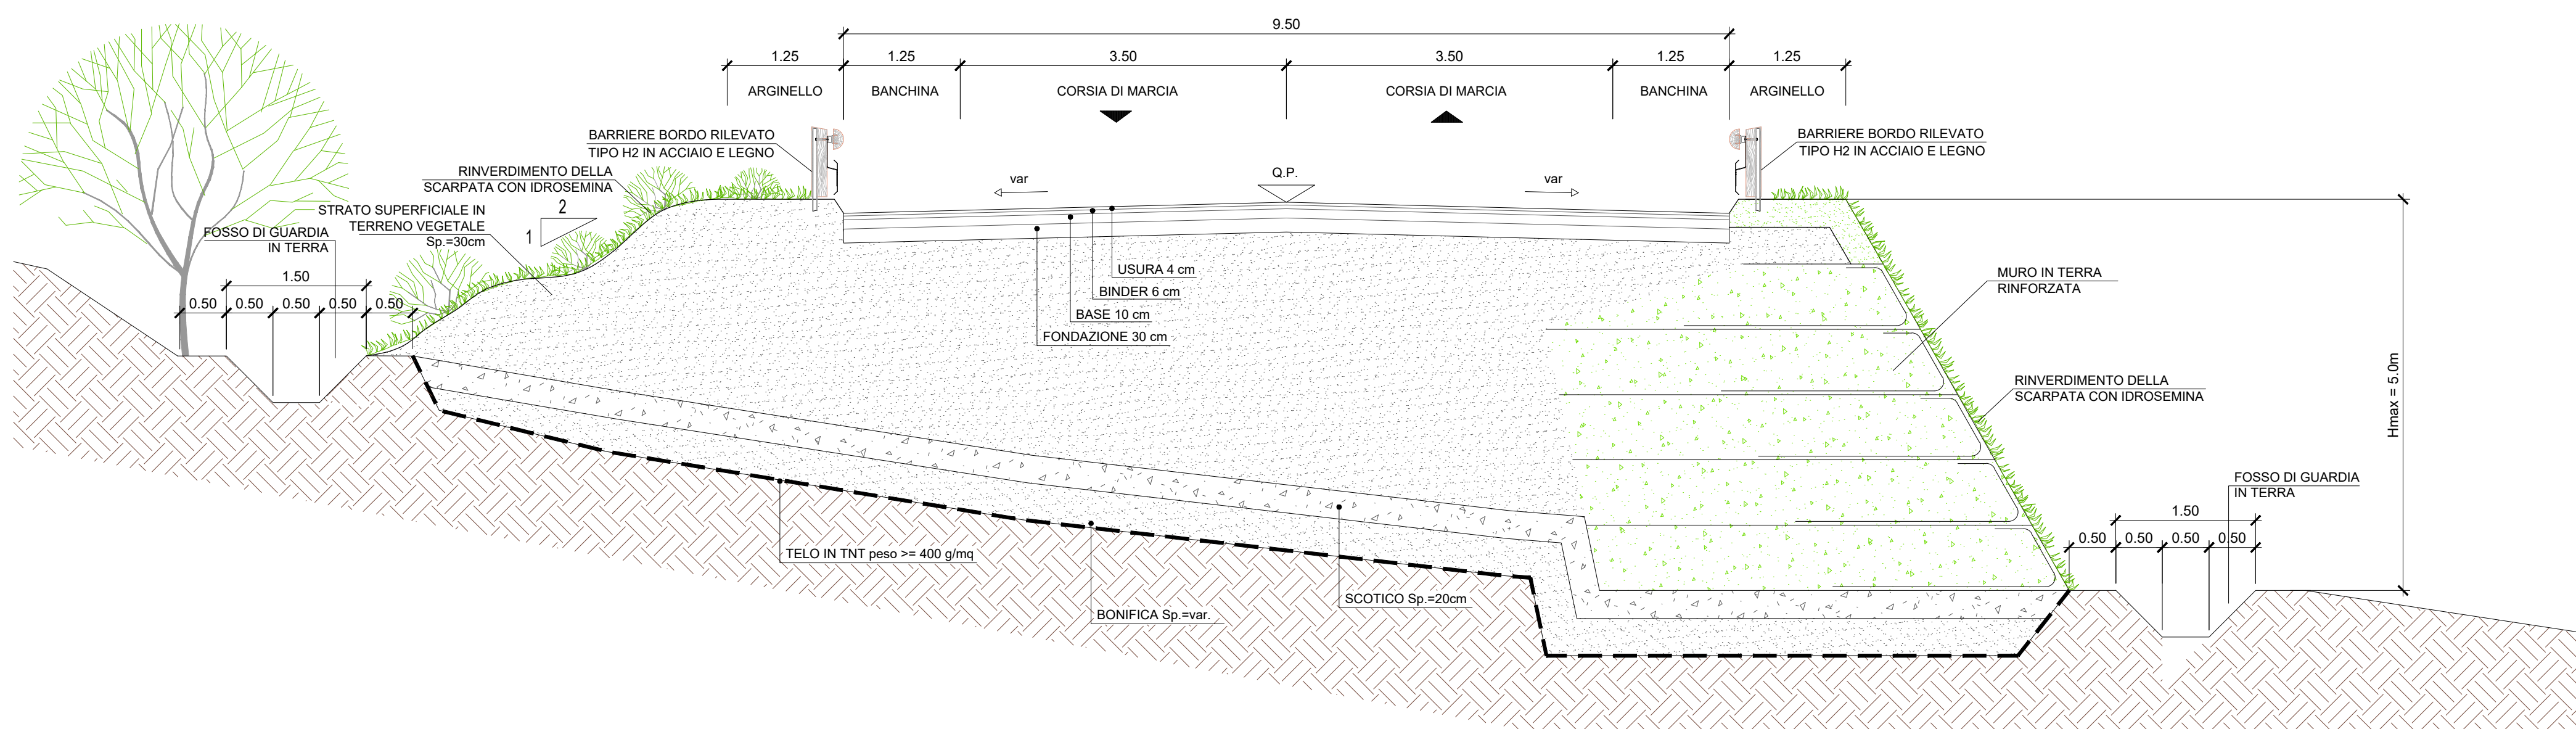 9.50
1.25 1.25 3.50 3.50 1.25 1.25
ARGINELLO BANCHINA CORSIA DI MARCIA CORSIA DI MARCIA BANCHINA ARGINELLO
BARRIERE BORDO RILEVATO
TIPO H2 IN ACCIAIO E LEGNO
BARRIERE BORDO RILEVATO
TIPO H2 IN ACCIAIO E LEGNO
RINVERDIMENTO DELLA
SCARPATA CON IDROSEMINA
var Q.P. var
STRATO SUPERFICIALE IN
TERRENO VEGETALE
Sp.=30cm
2
1
FOSSO DI GUARDIA
IN TERRA
1.50
0.50 0.50 0.50 0.50 0.50
USURA 4 cm
BINDER 6 cm
BASE 10 cm
FONDAZIONE 30 cm
MURO IN TERRA
RINFORZATA
RINVERDIMENTO DELLA
SCARPATA CON IDROSEMINA
Hmax = 5.0m
FOSSO DI GUARDIA
IN TERRA
1.50
0.50 0.50 0.50 0.50
TELO IN TNT peso >= 400 g/mq
SCOTICO Sp.=20cm
BONIFICA Sp.=var.